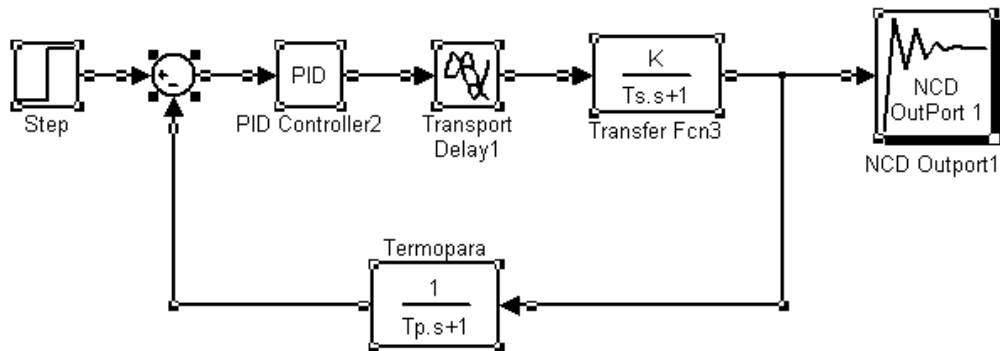 +
-
PID
K
Ts.s+1
NCD
OutPort 1
Step
PID Controller2
Transport
Delay1
Transfer Fcn3
NCD Outport1
Termopara
1
Tp.s+1